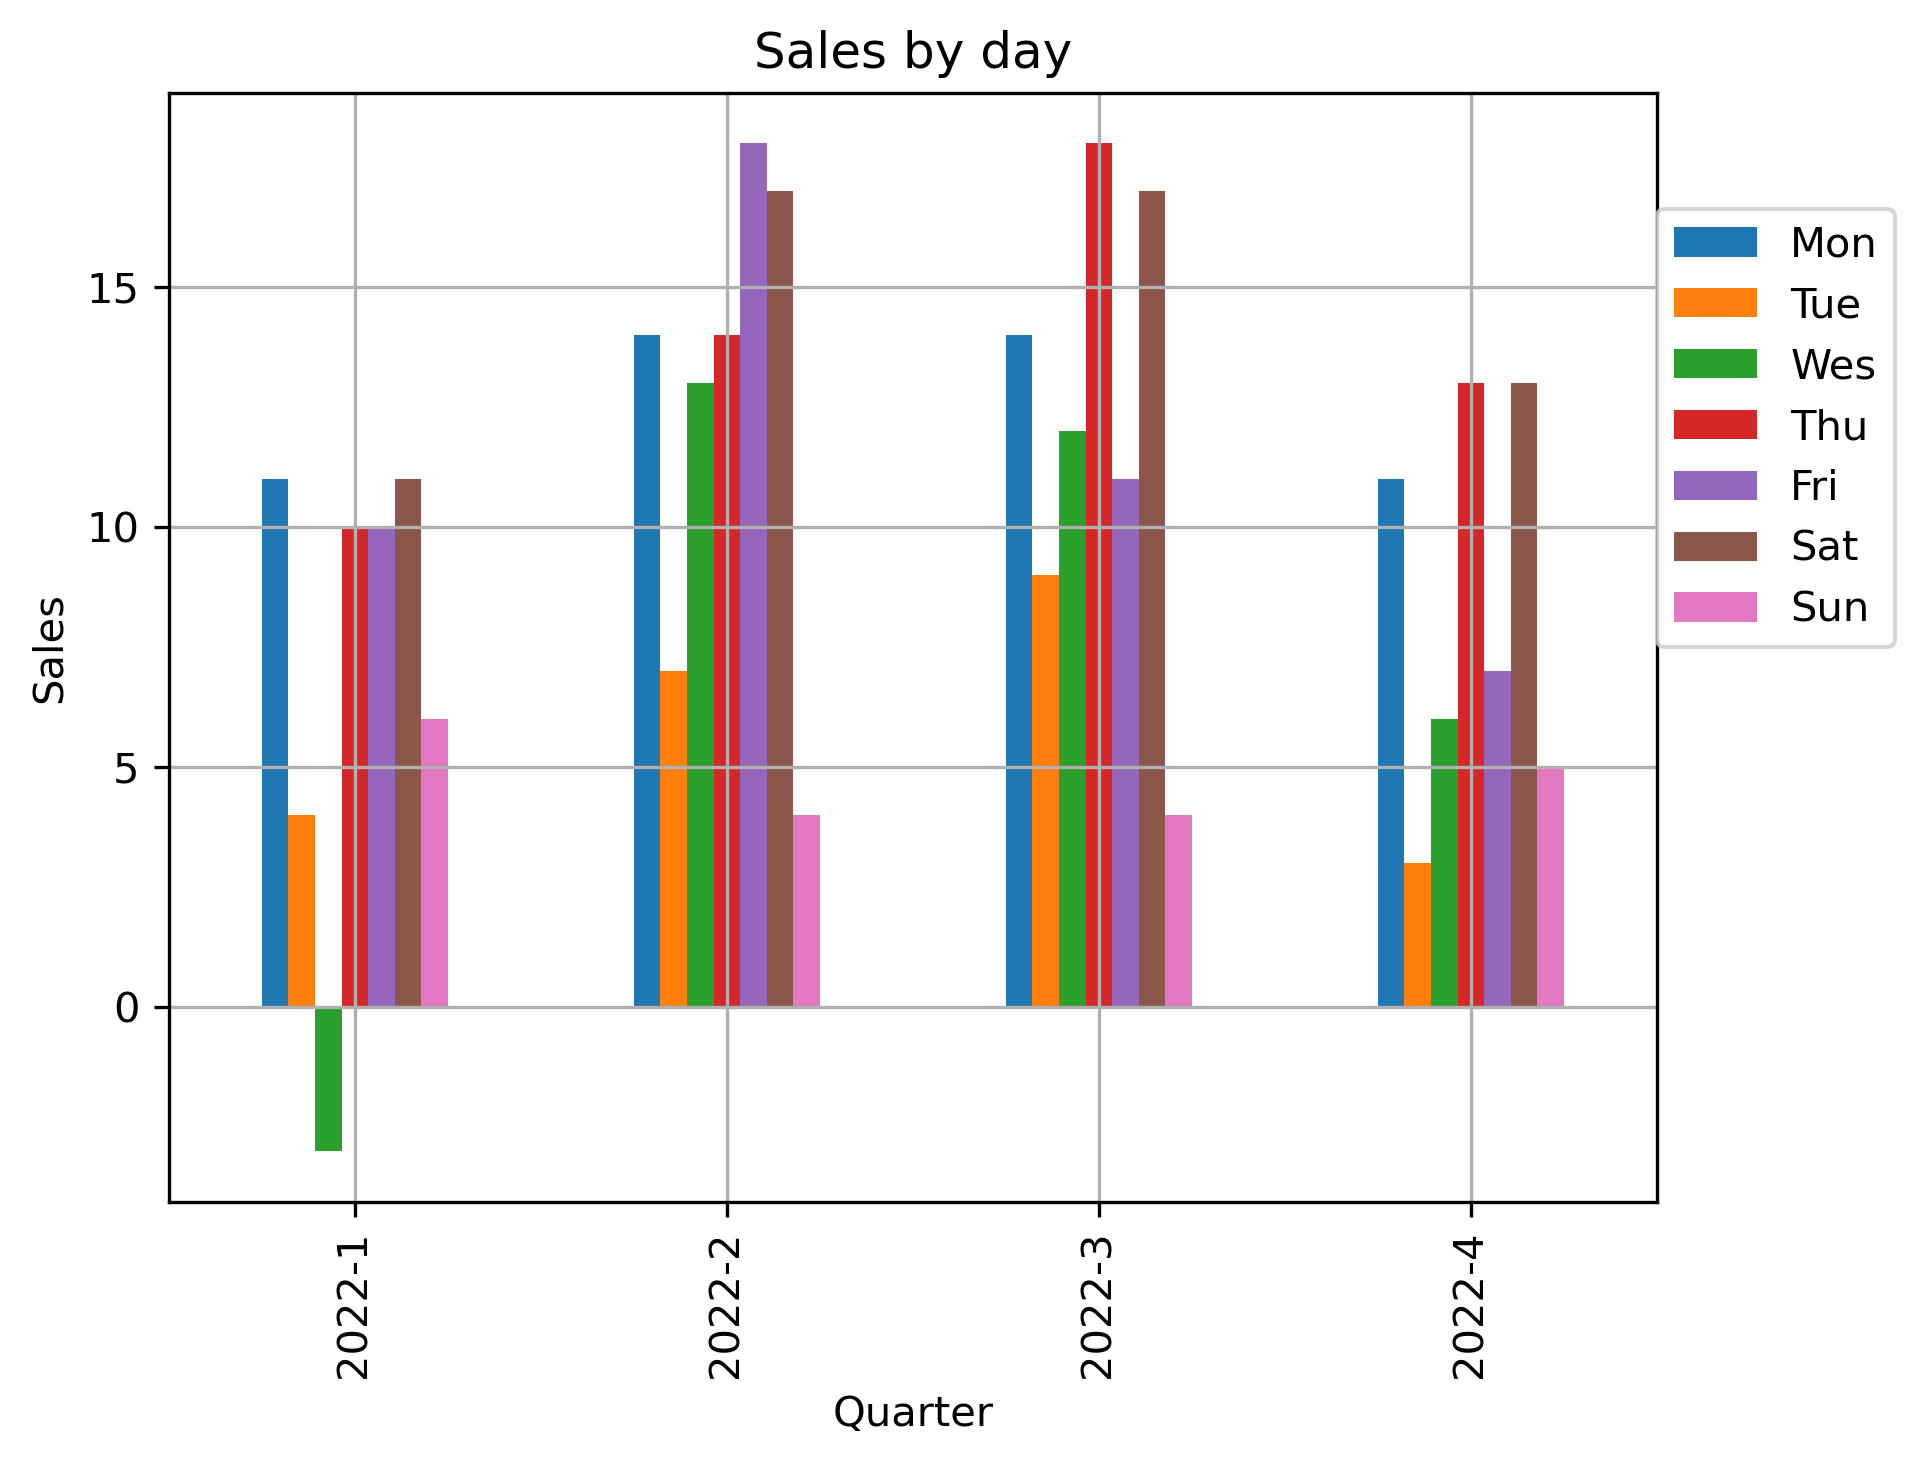 Sales by day
Sales
15
10
5
0
Mon
Tue
Wes
Thu
Fri
Sat
Sun
2022-1
2022-2
2022-3
2022-4
Quarter